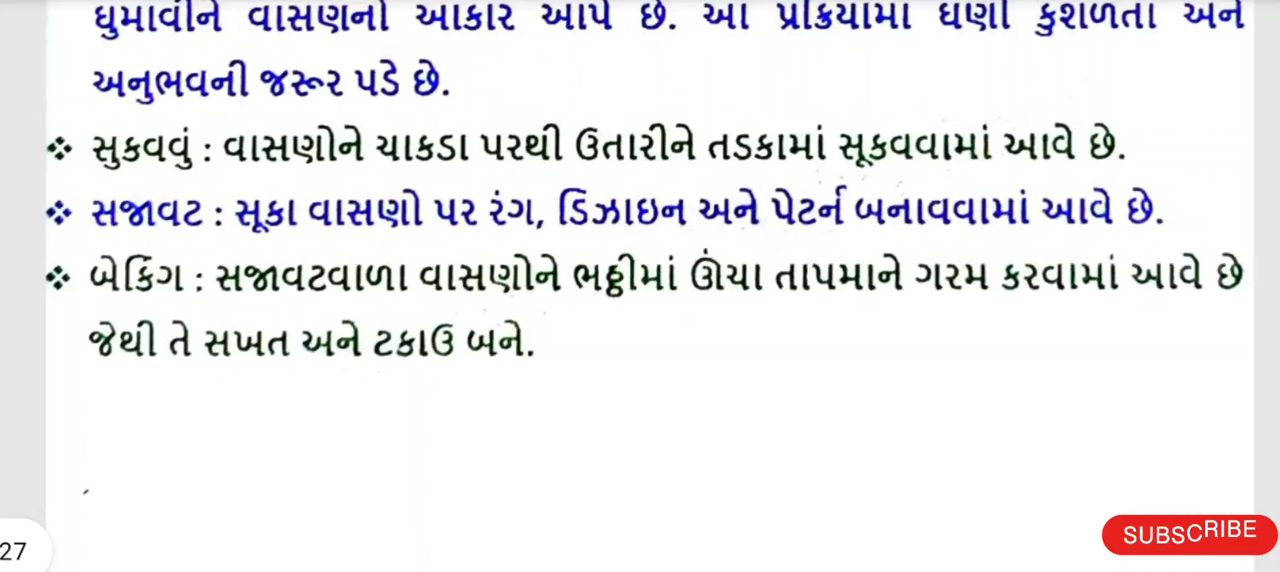 ઘુમાવીને વાસણનો આકાર આપે છે. આ પ્રક્રિયામાં ઘણી કુશળતા અને
અનુભવની જરૂર પડે છે.
❖ સુકવવું : વાસણોને ચાકડા પરથી ઉતારીને તડકામાં સૂકવવામાં આવે છે.
❖ સજાવટ : સૂકા વાસણો પર રંગ, ડિઝાઇન અને પેટર્ન બનાવવામાં આવે છે.
❖ બેકિંગ : સજાવટવાળા વાસણોને ભઠ્ઠીમાં ઊંચા તાપમાને ગરમ કરવામાં આવે છે
જેથી તે સખત અને ટકાઉ બને.
27
SUBSCRIBE